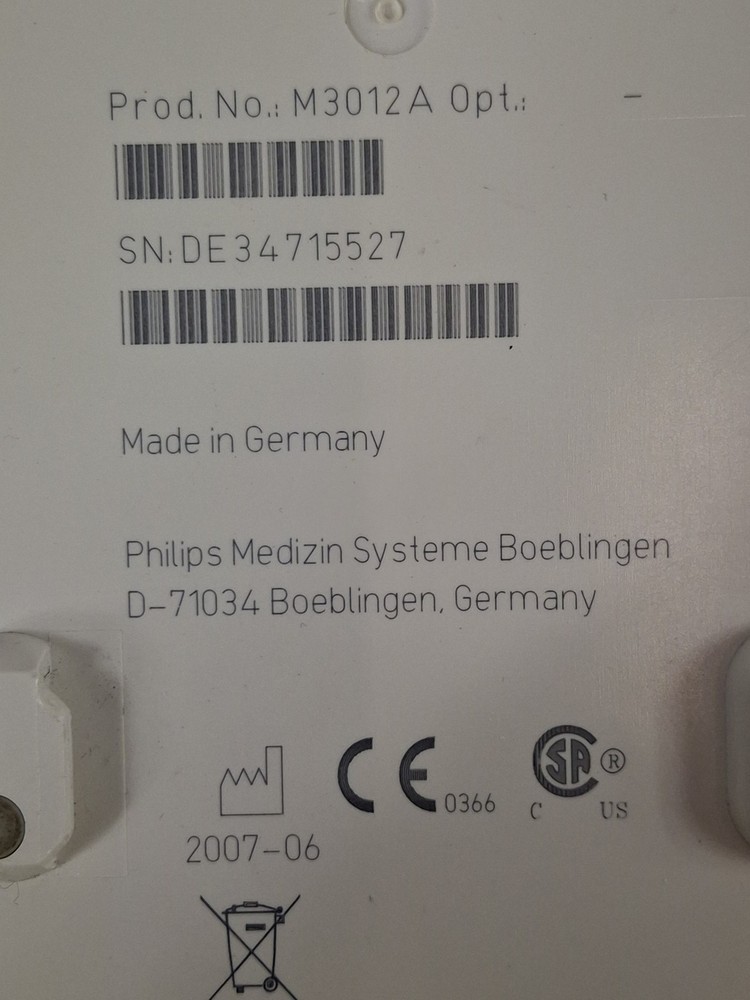 Prod. No.: M3012A Opt.: –
SN:DE34715527
Made in Germany
Philips Medizin Systeme Boeblingen
D–71034 Boeblingen, Germany
CE 0366
CSA ®
C US
2007–06